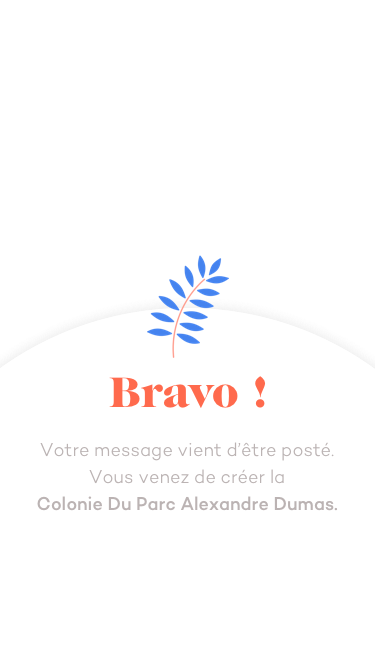 Bravo !
Votre message vient d’être posté.
Vous venez de créer la
Colonie Du Parc Alexandre Dumas.